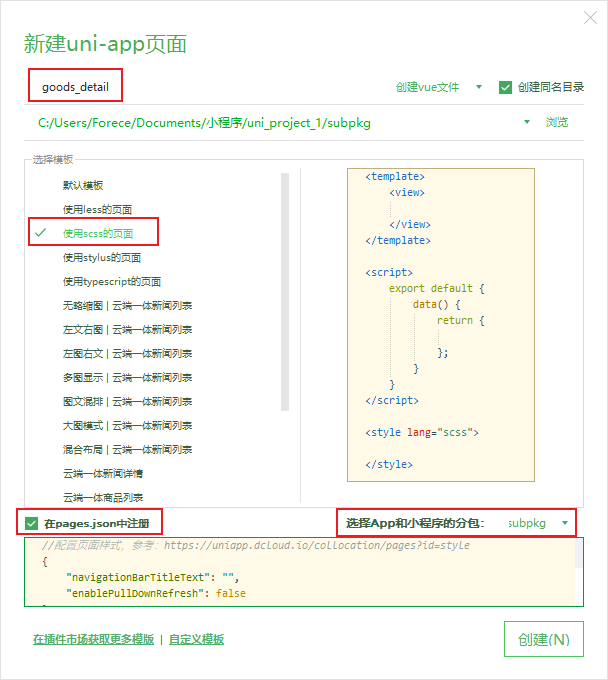 新建uni-app页面
goods_detail
创建vue文件
创建同名目录
C:/Users/Forece/Documents/小程序/uni_project_1/subpkg
浏览
选择模板
默认模板
使用less的页面
使用scss的页面
使用stylus的页面
使用typescript的页面
无略缩图 | 云端一体新闻列表
左文右图 | 云端一体新闻列表
左图右文 | 云端一体新闻列表
多图显示 | 云端一体新闻列表
图文混排 | 云端一体新闻列表
大图模式 | 云端一体新闻列表
混合布局 | 云端一体新闻列表
云端一体新闻详情
云端一体商品列表
<template>
<view>
</view>
</template>
<script>
export default {
data() {
return {
};
}
}
</script>
<style lang="scss">
</style>
在pages.json中注册
选择App和小程序的分包：
subpkg
//配置页面样式，参考：https://uniapp.dcloud.io/collocation/pages?id=style
{
"navigationBarTitleText": "",
"enablePullDownRefresh": false
在插件市场获取更多模版 | 自定义模板
创建(N)